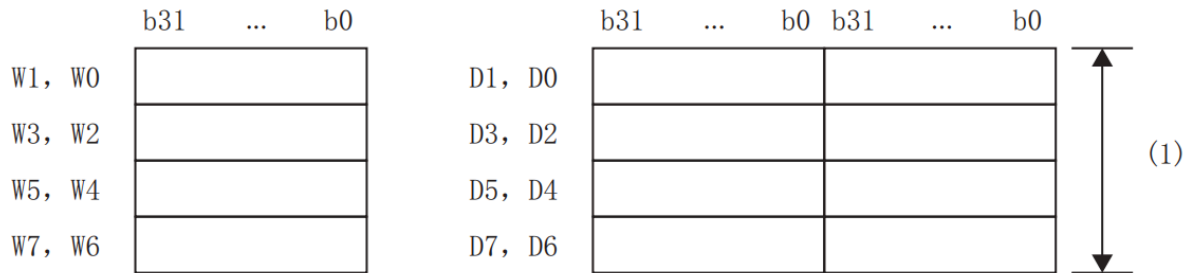 b31 ... b0 b31 ... b0 b31 ... b0
W1, W0 D1, D0
W3, W2 D3, D2
(1)
W5, W4 D5, D4
W7, W6 D7, D6